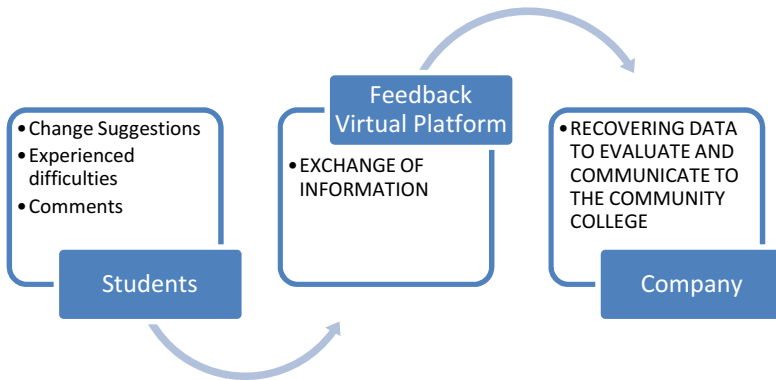 •Change Suggestions
•Experienced
difficulties
•Comments
Students
Feedback
Virtual Platform
•EXCHANGE OF
INFORMATION
•RECOVERING DATA
TO EVALUATE AND
COMMUNICATE TO
THE COMMUNITY
COLLEGE
Company